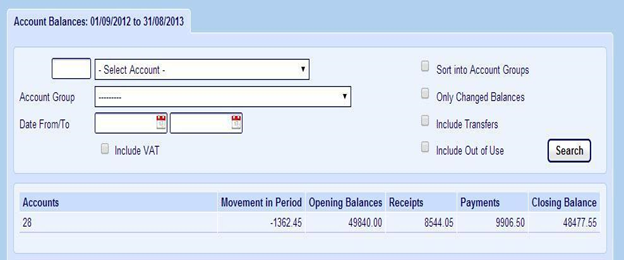 Account Balances: 01/09/2012 to 31/08/2013
- Select Account -
Sort into Account Groups
Account Group
---------
Only Changed Balances
Date From/To
Include Transfers
Include VAT
Include Out of Use
Search
Accounts Movement in Period Opening Balances Receipts Payments Closing Balance
28 -1362.45 49840.00 8544.05 9906.50 48477.55